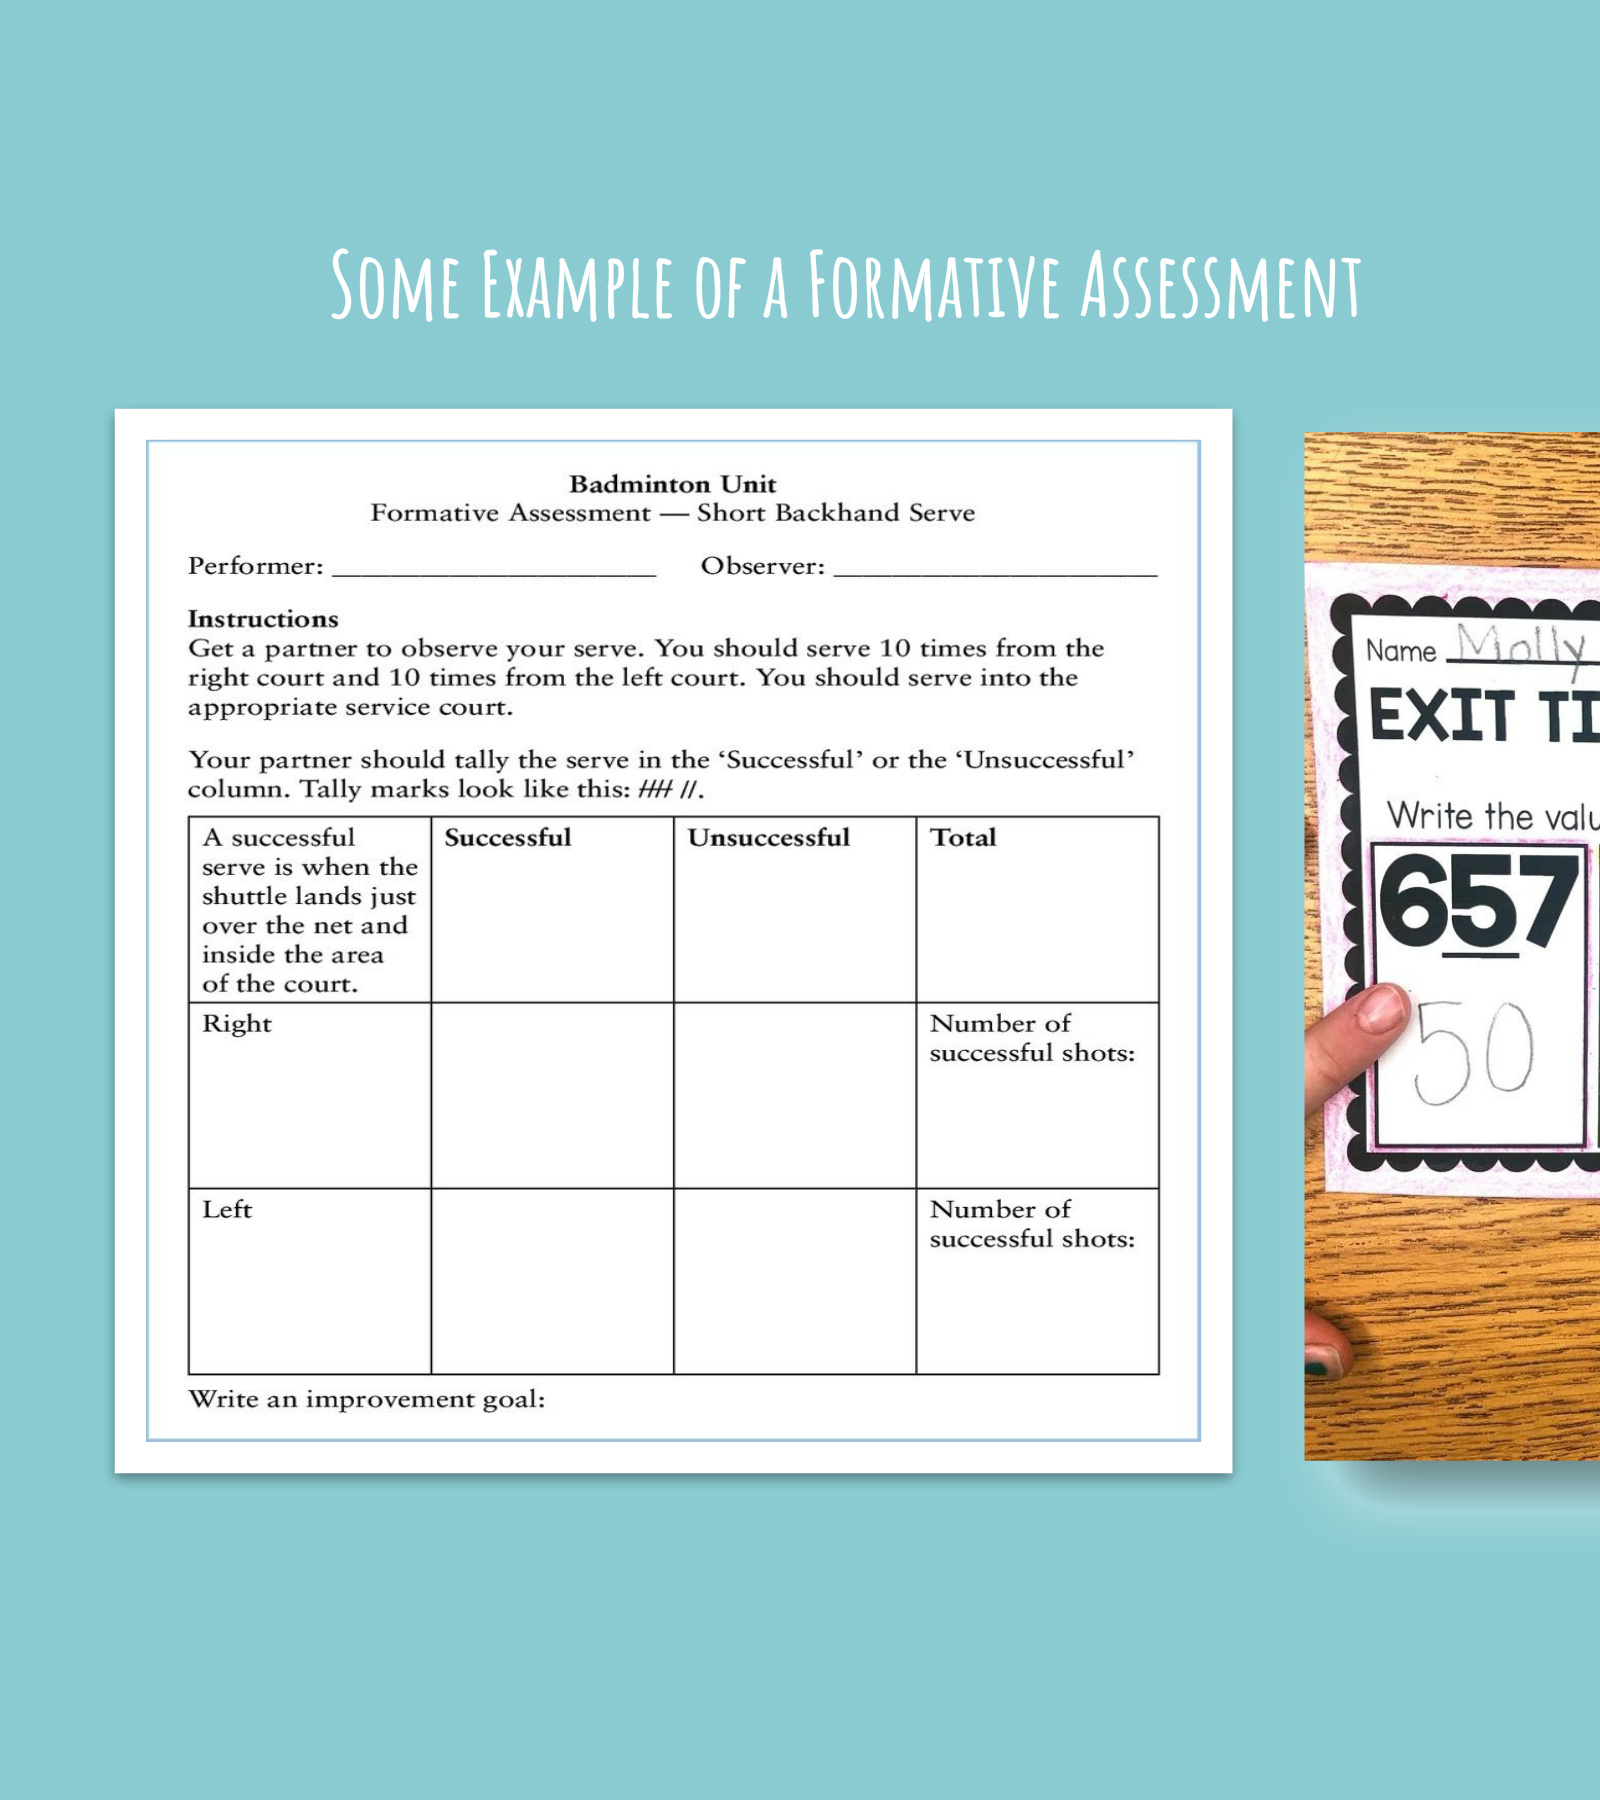 Some Example of a Formative Assessment
Badminton Unit
Formative Assessment — Short Backhand Serve
Performer: ______________________ Observer: ______________________
Instructions
Get a partner to observe your serve. You should serve 10 times from the
right court and 10 times from the left court. You should serve into the
appropriate service court.
Your partner should tally the serve in the ‘Successful’ or the ‘Unsuccessful’
column. Tally marks look like this: //// //.
A successful
serve is when the
shuttle lands just
over the net and
inside the area
of the court.
Successful
Unsuccessful
Total
Right
Number of
successful shots:
Left
Number of
successful shots:
Write an improvement goal:
Name Molly
EXIT
Write the
657
50